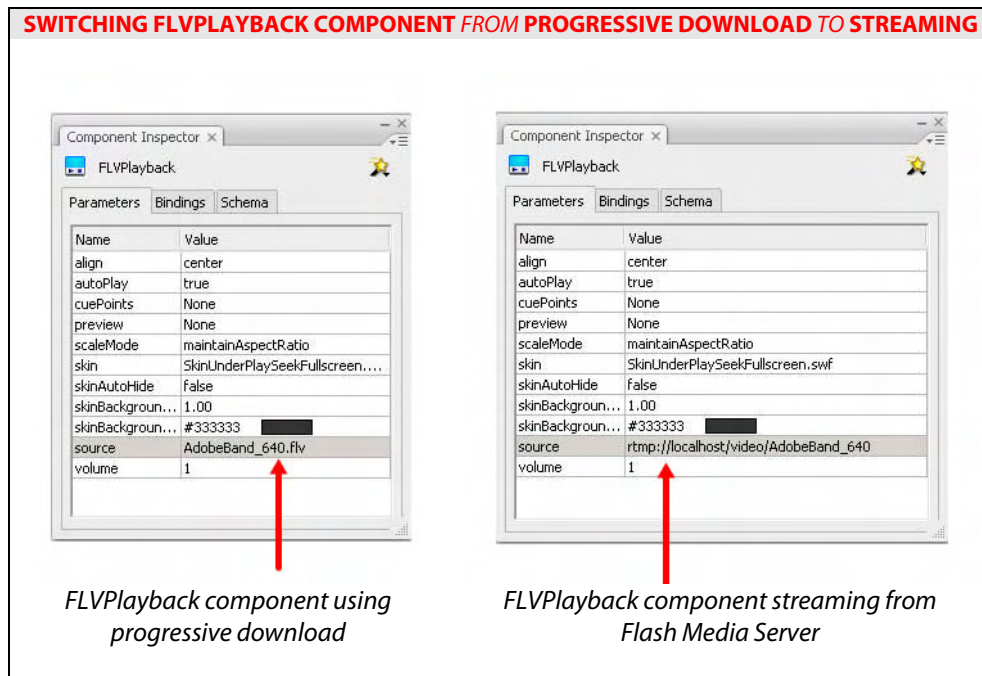 SWITCHING FLVPLAYBACK COMPONENT FROM PROGRESSIVE DOWNLOAD TO STREAMING
Component Inspector
FLVPlayback
Parameters Bindings Schema
Name Value
align center
autoPlay true
cuePoints None
preview None
scaleMode maintainAspectRatio
skin SkinUnderPlaySeekFullscreen....
skinAutoHide false
skinBackgroun... 1.00
skinBackgroun... #333333
source AdobeBand_640.flv
volume 1
FLVPlayback component using
progressive download
Component Inspector
FLVPlayback
Parameters Bindings Schema
Name Value
align center
autoPlay true
cuePoints None
preview None
scaleMode maintainAspectRatio
skin SkinUnderPlaySeekFullscreen.swf
skinAutoHide false
skinBackgroun... 1.00
skinBackgroun... #333333
source rtmp://localhost/video/AdobeBand_640
volume 1
FLVPlayback component streaming from
Flash Media Server